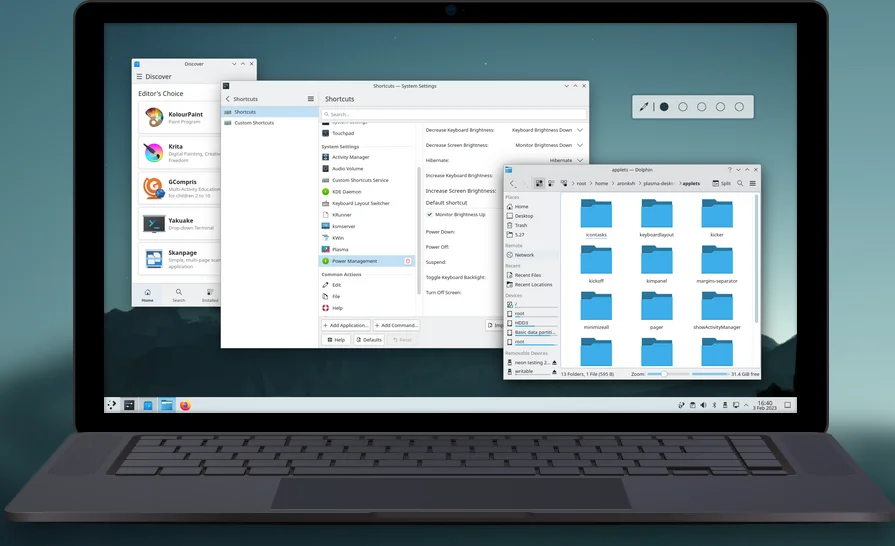 Discover
Discover
Editor's Choice
KolourPaint
Paint Program
Krita
Digital Painting, Creative
Freedom
GCompris
Multi-Activity Education
for children 2 to 10
Yakuake
Drop-down Terminal
Skanpage
Simple, multi-page scan
application
Home
Search
Installed
Shortcuts — System Settings
Shortcuts
Shortcuts
Shortcuts
Custom Shortcuts
Search...
Touchpad
System Settings
Activity Manager
Audio Volume
Custom Shortcuts Service
KDE Daemon
Keyboard Layout Switcher
KRunner
ksmserver
KWin
Plasma
Power Management
Common Actions
Edit
File
Help
Add Application...
Add Command...
Help
Defaults
Reset
Decrease Keyboard Brightness:
Keyboard Brightness Down
Decrease Screen Brightness:
Monitor Brightness Down
Hibernate:
Hibernate
Increase Keyboard Brightness:
Increase Screen Brightness:
Default shortcut
Monitor Brightness Up
Power Down:
Power Off:
Suspend:
Toggle Keyboard Backlight:
Turn Off Screen:
Imp
applets — Dolphin
root
home
plasma-deskt
applets
Split
Places
Home
Desktop
Trash
5.27
Remote
Network
Recent
Recent Files
Recent Locations
Devices
/
root
HDD3
Basic data partiti...
root
Removable Devices
neon testing 2...
writable
icontasks
keyboardlayout
kicker
kickoff
kimpanel
margins-separator
minimizeall
pager
showActivityManager
13 Folders, 1 File (595 B)
Zoom:
31.4 GiB free
16:40
3 Feb 2023